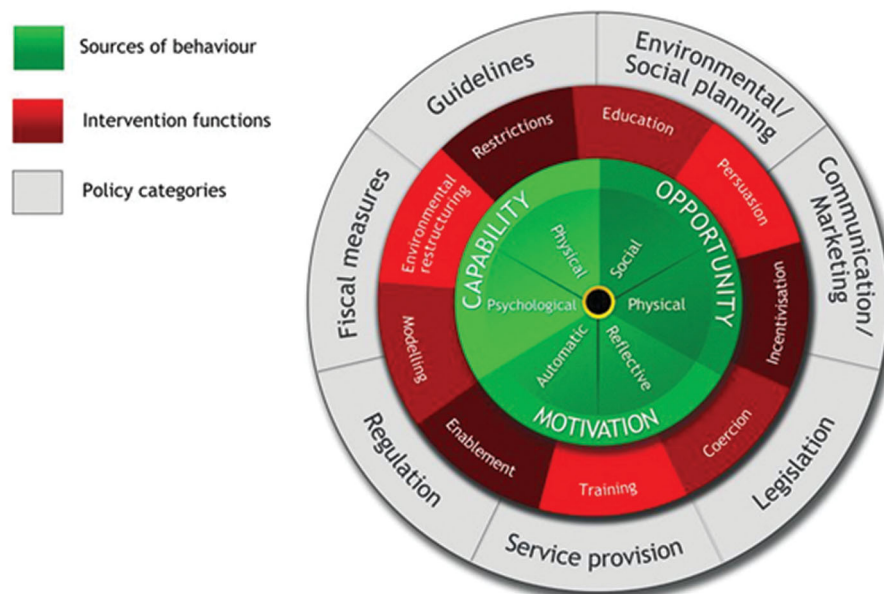 Sources of behaviour
Intervention functions
Policy categories
Guidelines
Environmental/
Social planning
Communication/
Marketing
Legislation
Service provision
Regulation
Fiscal measures
Restrictions
Education
Persuasion
Incentivisation
Coercion
Training
Enablement
Modelling
Environmental
restructuring
CAPABILITY
OPPORTUNITY
MOTIVATION
Physical
Social
Physical
Reflective
Automatic
Psychological